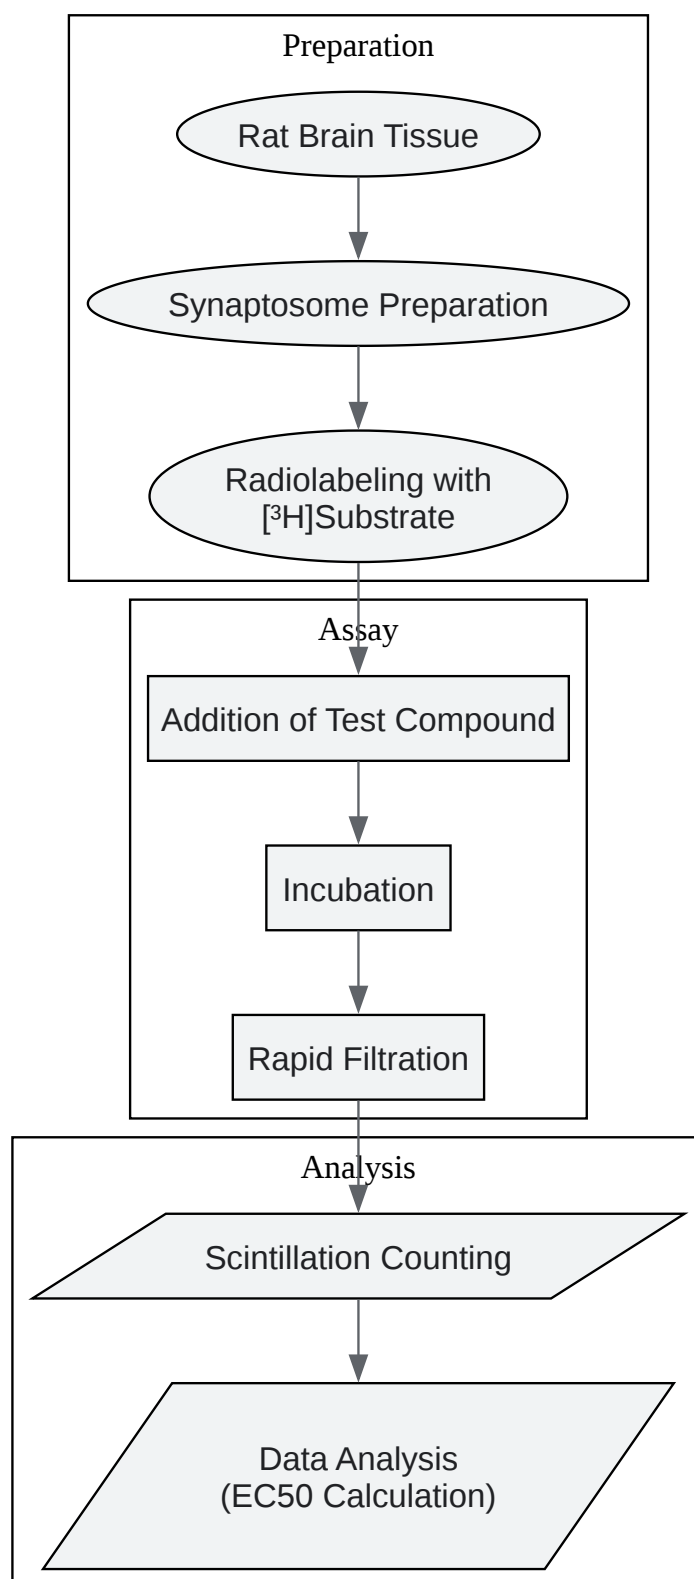 Preparation
Rat Brain Tissue
Synaptosome Preparation
Radiolabeling with
[³H]Substrate
Assay
Addition of Test Compound
Incubation
Rapid Filtration
Analysis
Scintillation Counting
Data Analysis
(EC50 Calculation)